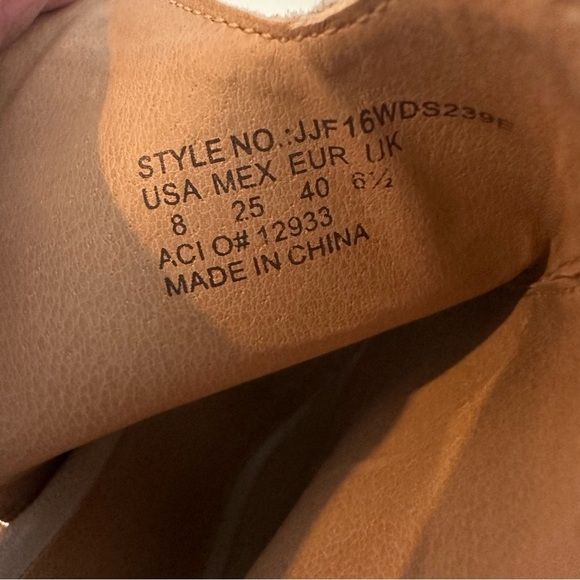 STYLE NO.:JJF16WDS239E
USA MEX EUR UK
8 25 40 6½
ACI O# 12933
MADE IN CHINA